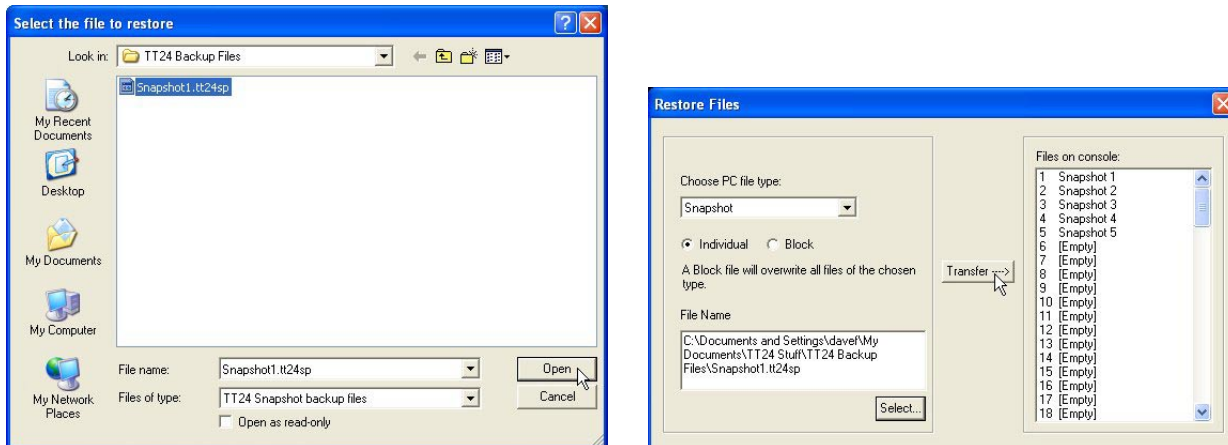 Select the file to restore
Look in:
TT24 Backup Files
Snapshot1.tt24sp
My Recent
Documents
Desktop
My Documents
My Computer
My Network
Places
File name:
Snapshot1.tt24sp
Open
Files of type:
TT24 Snapshot backup files
Cancel
Open as read-only
Restore Files
Choose PC file type:
Snapshot
Individual
Block
A Block file will overwrite all files of the chosen
type.
File Name
C:\Documents and Settings\davef\My
Documents\TT24 Stuff\TT24 Backup
Files\Snapshot1.tt24sp
Select...
Transfer --->
Files on console:
1 Snapshot 1
2 Snapshot 2
3 Snapshot 3
4 Snapshot 4
5 Snapshot 5
6 [Empty]
7 [Empty]
8 [Empty]
9 [Empty]
10 [Empty]
11 [Empty]
12 [Empty]
13 [Empty]
14 [Empty]
15 [Empty]
16 [Empty]
17 [Empty]
18 [Empty]